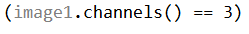 (image1.channels() == 3)